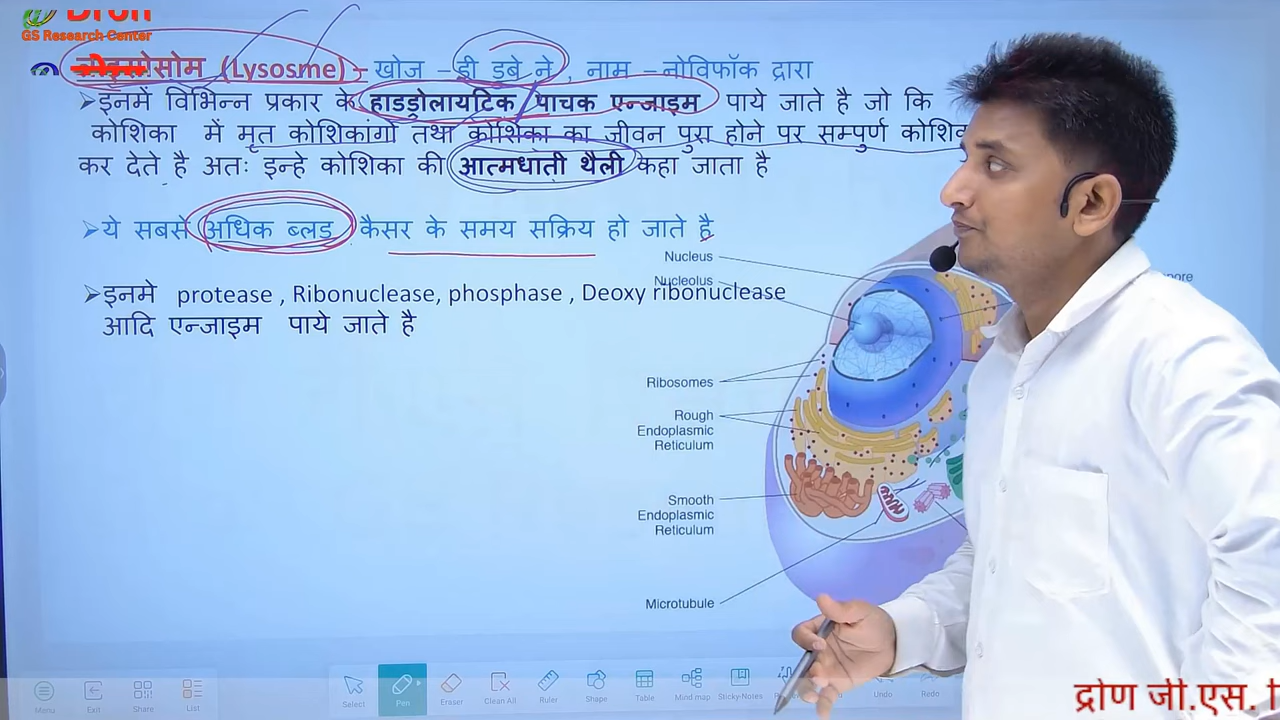 Dron
GS Research Center
लाइसोसोम (Lysosme) – खोज – डी डुबे ने , नाम – नोविफॉक द्वारा
➢इनमें विभिन्न प्रकार के हाइड्रोलायटिक पाचक एन्जाइम पाये जाते है जो कि
कोशिका में मृत कोशिकांगो तथा कोशिका का जीवन पुरा होने पर सम्पुर्ण
कर देते है अतः इन्हे कोशिका की आत्मधाती थैली कहा जाता है
➢ये सबसे अधिक ब्लड कैसर के समय सक्रिय हो जाते है
Nucleus
Nucleolus
➢इनमे protease , Ribonuclease, phosphase , Deoxy ribonuclease
आदि एन्जाइम पाये जाते है
Ribosomes
Rough
Endoplasmic
Reticulum
Smooth
Endoplasmic
Reticulum
Microtubule
Menu Exit Share List Select Pen Eraser Clean All Ruler Shape Table Mind map Sticky-Notes Undo Redo
द्रोण जी.एस.